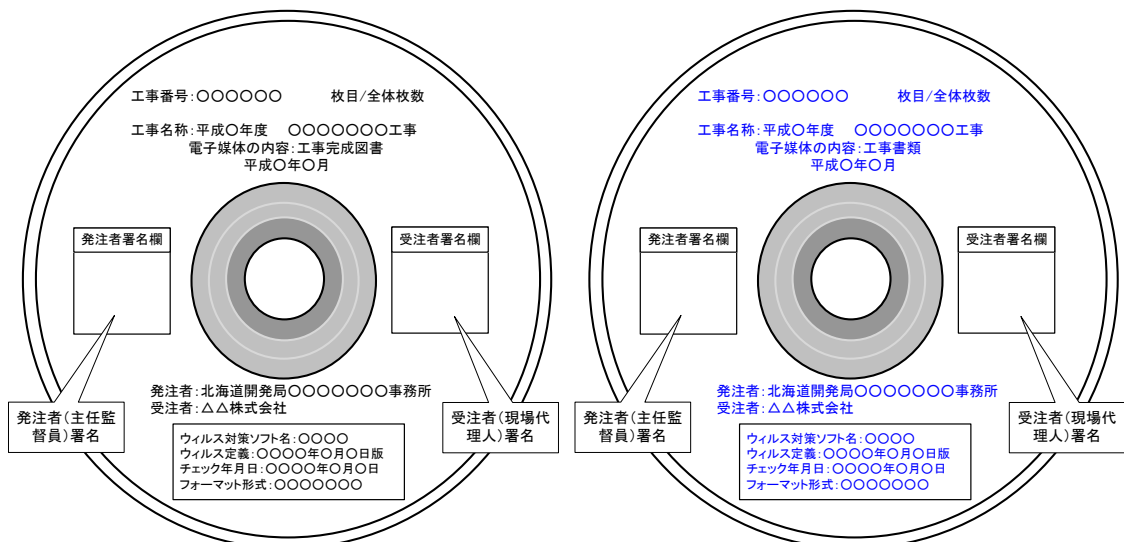 工事番号:〇〇〇〇〇〇 枚目/全体枚数
工事名称:平成〇年度 〇〇〇〇〇〇〇工事
電子媒体の内容:工事完成図書
平成〇年〇月
発注者署名欄
受注者署名欄
発注者(主任監
督員)署名
受注者(現場代
理人)署名
発注者:北海道開発局〇〇〇〇〇〇〇事務所
受注者:△△株式会社
ウィルス対策ソフト名:〇〇〇〇
ウィルス定義:〇〇〇〇年〇月〇日版
チェック年月日:〇〇〇〇年〇月〇日
フォーマット形式:〇〇〇〇〇〇〇
工事番号:〇〇〇〇〇〇 枚目/全体枚数
工事名称:平成〇年度 〇〇〇〇〇〇〇工事
電子媒体の内容:工事書類
平成〇年〇月
発注者署名欄
受注者署名欄
発注者(主任監
督員)署名
受注者(現場代
理人)署名
発注者:北海道開発局〇〇〇〇〇〇〇事務所
受注者:△△株式会社
ウィルス対策ソフト名:〇〇〇〇
ウィルス定義:〇〇〇〇年〇月〇日版
チェック年月日:〇〇〇〇年〇月〇日
フォーマット形式:〇〇〇〇〇〇〇